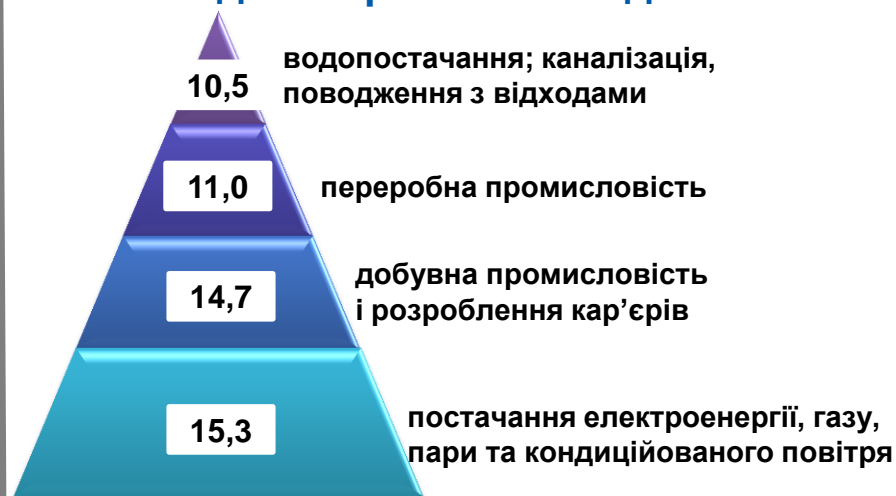 10,5
водопостачання; каналізація,
поводження з відходами
11,0
переробна промисловість
14,7
добувна промисловість
і розроблення кар’єрів
15,3
постачання електроенергії, газу,
пари та кондиційованого повітря